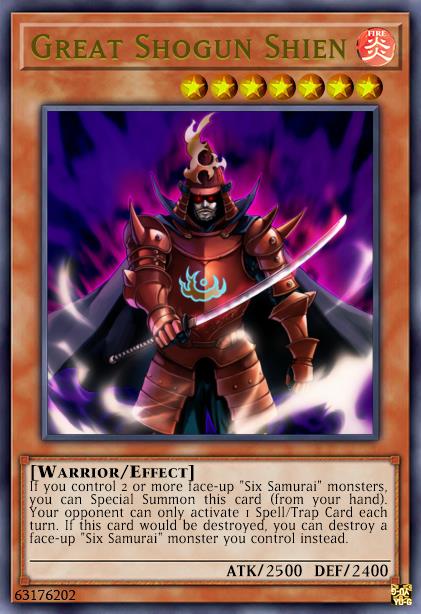 Great Shogun Shien
FIRE
炎
[Warrior/Effect]
If you control 2 or more face-up "Six Samurai" monsters,
you can Special Summon this card (from your hand).
Your opponent can only activate 1 Spell/Trap Card each
turn. If this card would be destroyed, you can destroy a
face-up "Six Samurai" monster you control instead.
ATK/2500 DEF/2400
63176202